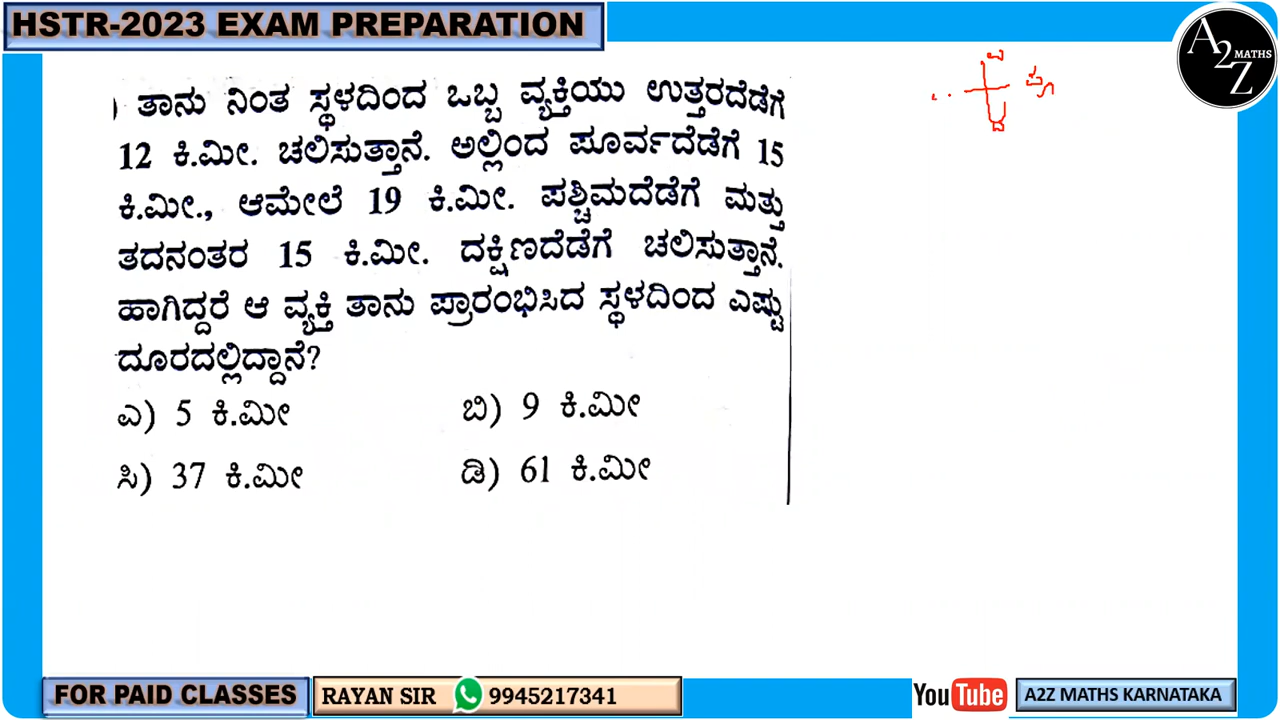 HSTR-2023 EXAM PREPARATION
A2Z MATHS
) ತಾನು ನಿಂತ ಸ್ಥಳದಿಂದ ಒಬ್ಬ ವ್ಯಕ್ತಿಯು ಉತ್ತರದೆಡೆಗೆ
12 ಕಿ.ಮೀ. ಚಲಿಸುತ್ತಾನೆ. ಅಲ್ಲಿಂದ ಪೂರ್ವದೆಡೆಗೆ 15
ಕಿ.ಮೀ., ಆಮೇಲೆ 19 ಕಿ.ಮೀ. ಪಶ್ಚಿಮದೆಡೆಗೆ ಮತ್ತು
ತದನಂತರ 15 ಕಿ.ಮೀ. ದಕ್ಷಿಣದೆಡೆಗೆ ಚಲಿಸುತ್ತಾನೆ.
ಹಾಗಿದ್ದರೆ ಆ ವ್ಯಕ್ತಿ ತಾನು ಪ್ರಾರಂಭಿಸಿದ ಸ್ಥಳದಿಂದ ಎಷ್ಟು
ದೂರದಲ್ಲಿದ್ದಾನೆ?
ಎ) 5 ಕಿ.ಮೀ ಬಿ) 9 ಕಿ.ಮೀ
ಸಿ) 37 ಕಿ.ಮೀ ಡಿ) 61 ಕಿ.ಮೀ
FOR PAID CLASSES RAYAN SIR 9945217341 YouTube A2Z MATHS KARNATAKA